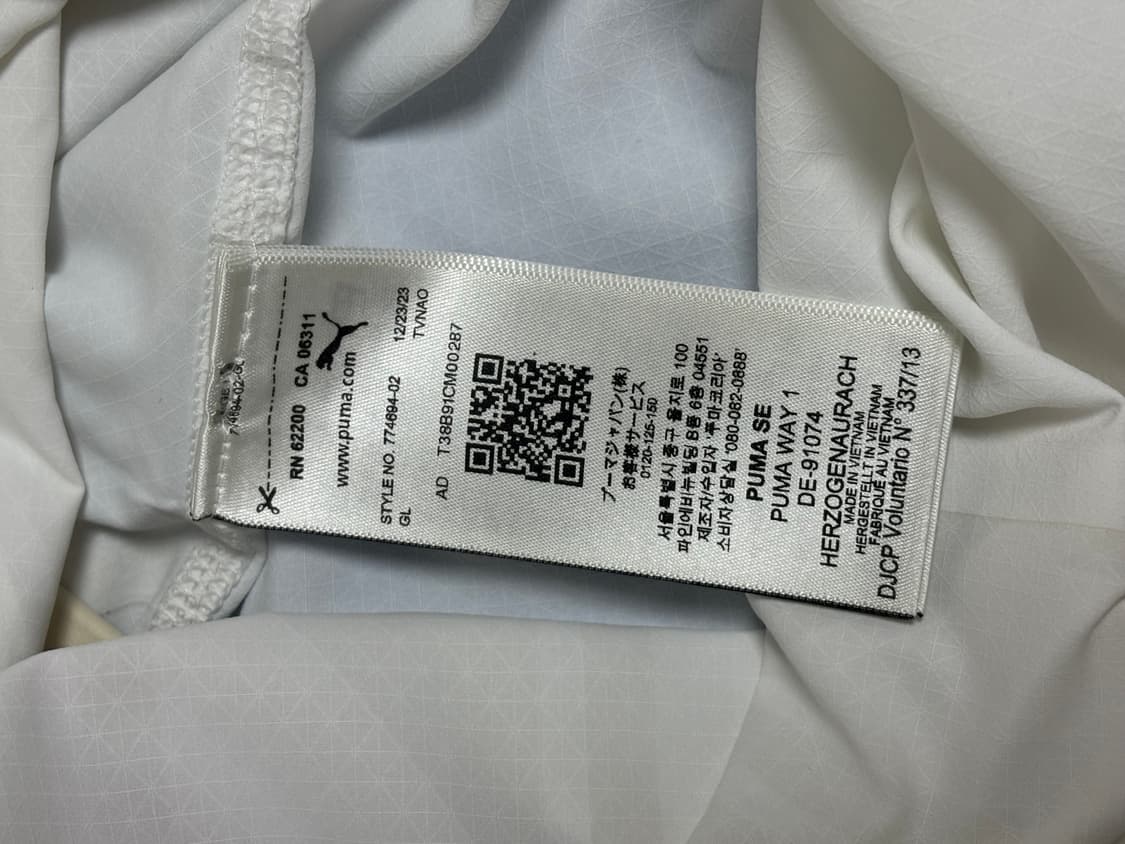 RN 62200 CA 06311
www.puma.com
STYLE NO. 774694-02 12/23/23
GL TVNAO
AD T38B91CM00287
プーマジャパン(株)
お客様サービス
0120-125-150
서울특별시 중구 을지로 100
파인에비뉴빌딩 B동 6층 04551
제조자/수입자 '푸마코리아'
소비자상담실 '080-082-0888'
PUMA SE
PUMA WAY 1
DE-91074
HERZOGENAURACH
MADE IN VIETNAM
HERGESTELLT IN VIETNAM
FABRIQUÉ AU VIETNAM
DJCP Voluntario N° 337/13